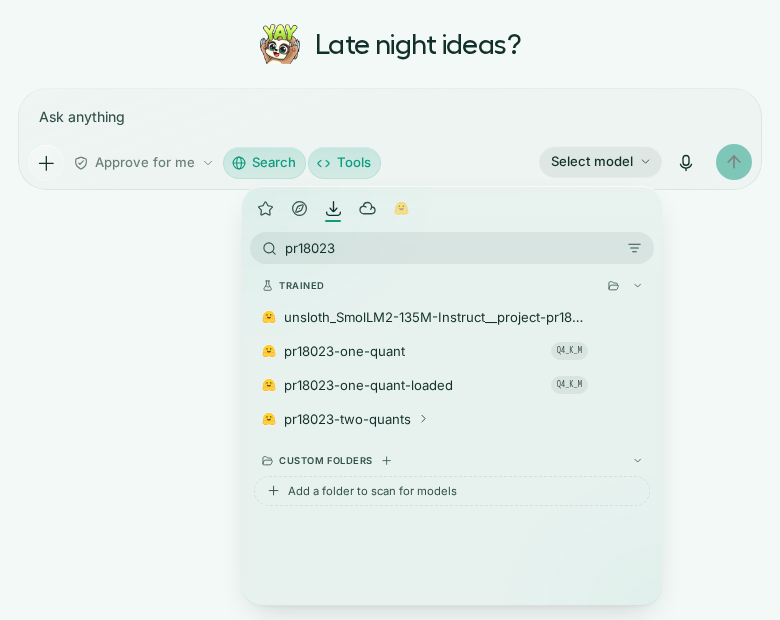 YAY
Late night ideas?
Ask anything
Approve for me
Search
Tools
Select model
pr18023
TRAINED
unsloth_SmolLM2-135M-Instruct__project-pr18...
pr18023-one-quant
Q4_K_M
pr18023-one-quant-loaded
Q4_K_M
pr18023-two-quants
CUSTOM FOLDERS
Add a folder to scan for models